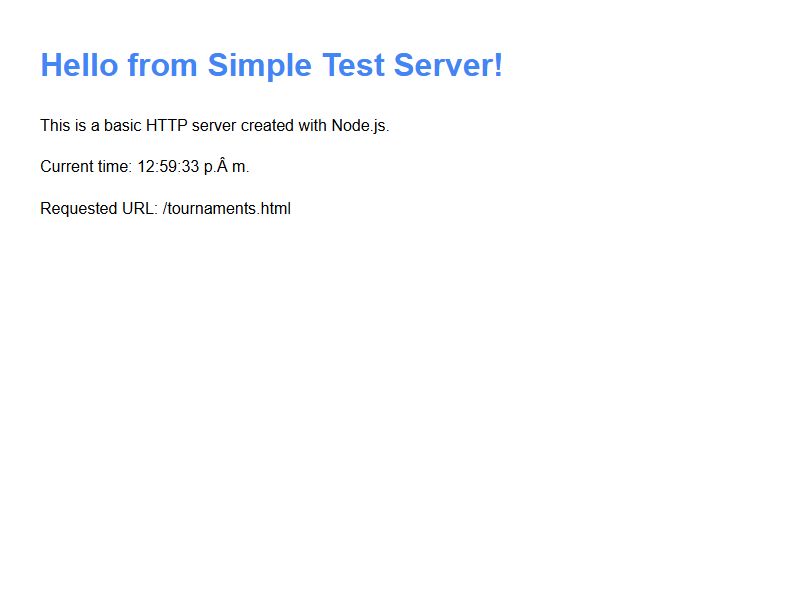 Hello from Simple Test Server!
This is a basic HTTP server created with Node.js.
Current time: 12:59:33 p.Â m.
Requested URL: /tournaments.html